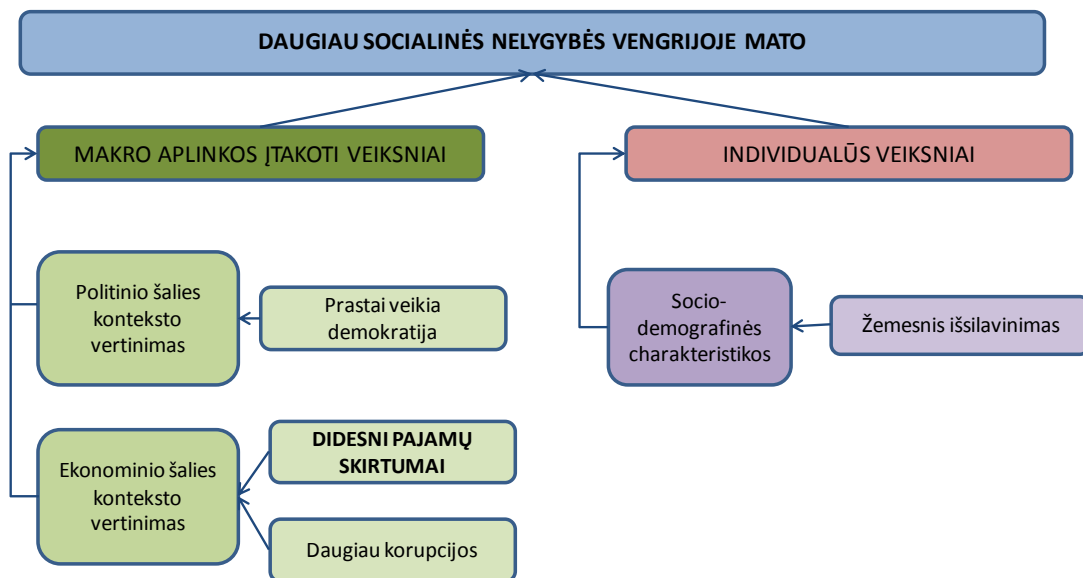 DAUGIAU SOCIALINĖS NELYGYBĖS VENGRIJOJE MATO
MAKRO APLINKOS ĮTAKOTI VEIKSNIAI
INDIVIDUALŪS VEIKSNIAI
Politinio šalies
konteksto
vertinimas
Prastai veikia
demokratija
Socio-
demografinės
charakteristikos
Žemesnis išsilavinimas
Ekonominio šalies
konteksto
vertinimas
DIDESNI PAJAMŲ
SKIRTUMAI
Daugiau korupcijos